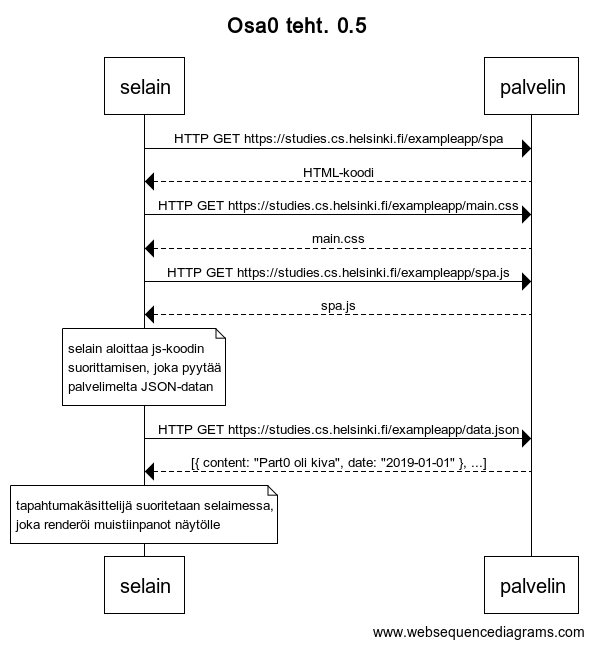 Osa0 teht. 0.5
selain
palvelin
HTTP GET https://studies.cs.helsinki.fi/exampleapp/spa
HTML-koodi
HTTP GET https://studies.cs.helsinki.fi/exampleapp/main.css
main.css
HTTP GET https://studies.cs.helsinki.fi/exampleapp/spa.js
spa.js
selain aloittaa js-koodin
suorittamisen, joka pyytää
palvelimelta JSON-datan
HTTP GET https://studies.cs.helsinki.fi/exampleapp/data.json
[{ content: "Part0 oli kiva", date: "2019-01-01" }, ...]
tapahtumakäsittelijä suoritetaan selaimessa,
joka renderöi muistiinpanot näytölle
selain
palvelin
www.websequencediagrams.com